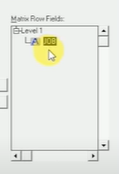 Matrix Row Fields:
Level 1
JOB